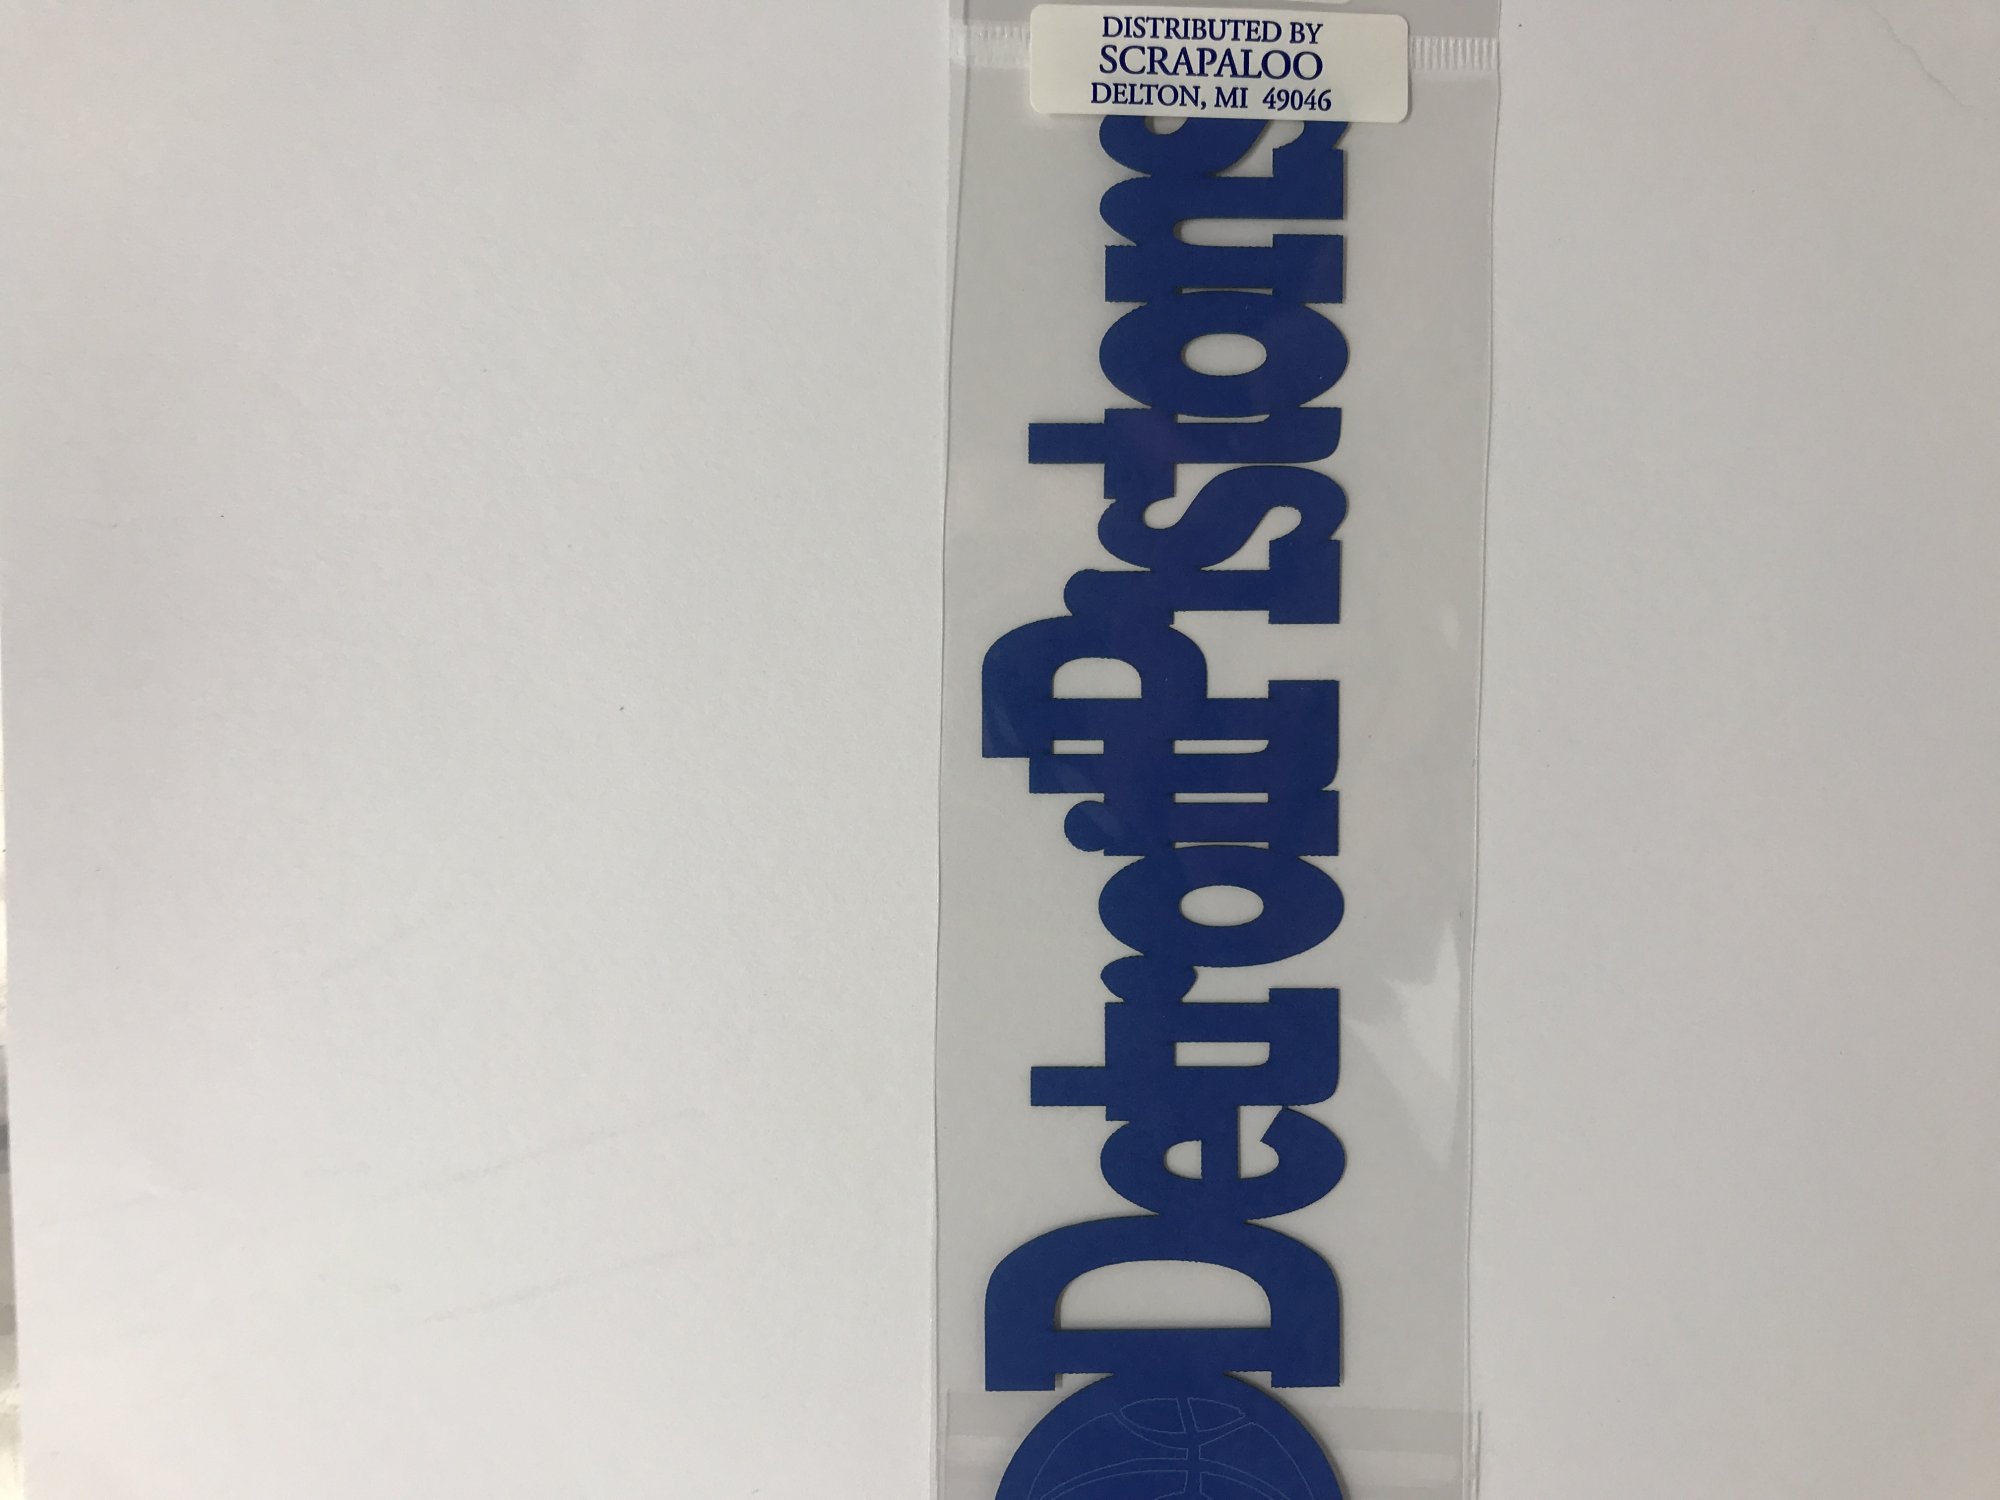 DISTRIBUTED BY
SCRAPALOO
DELTON, MI 49046
Detroit Pistons